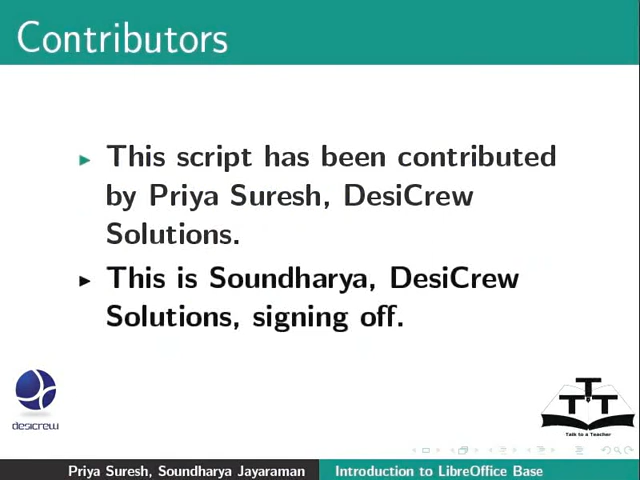 Contributors
This script has been contributed
by Priya Suresh, DesiCrew
Solutions.
This is Soundharya, DesiCrew
Solutions, signing off.
desicrew
TTT
Talk to a Teacher
Priya Suresh, Soundharya Jayaraman
Introduction to LibreOffice Base